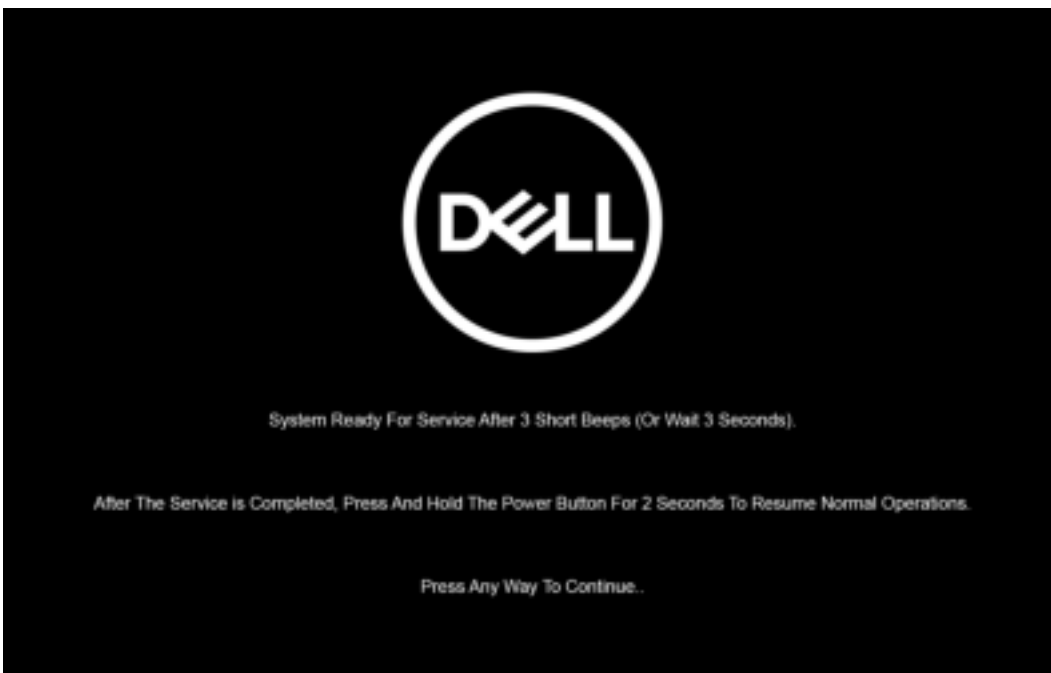 DELL
System Ready For Service After 3 Short Beeps (Or Wait 3 Seconds).
After The Service is Completed, Press And Hold The Power Button For 2 Seconds To Resume Normal Operations.
Press Any Way To Continue..